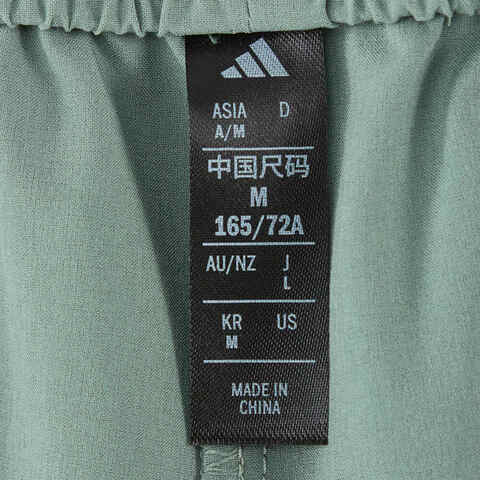 ASIA D
A/M
中国尺码
M
165/72A
AU/NZ J
L
KR US
M
MADE IN
CHINA